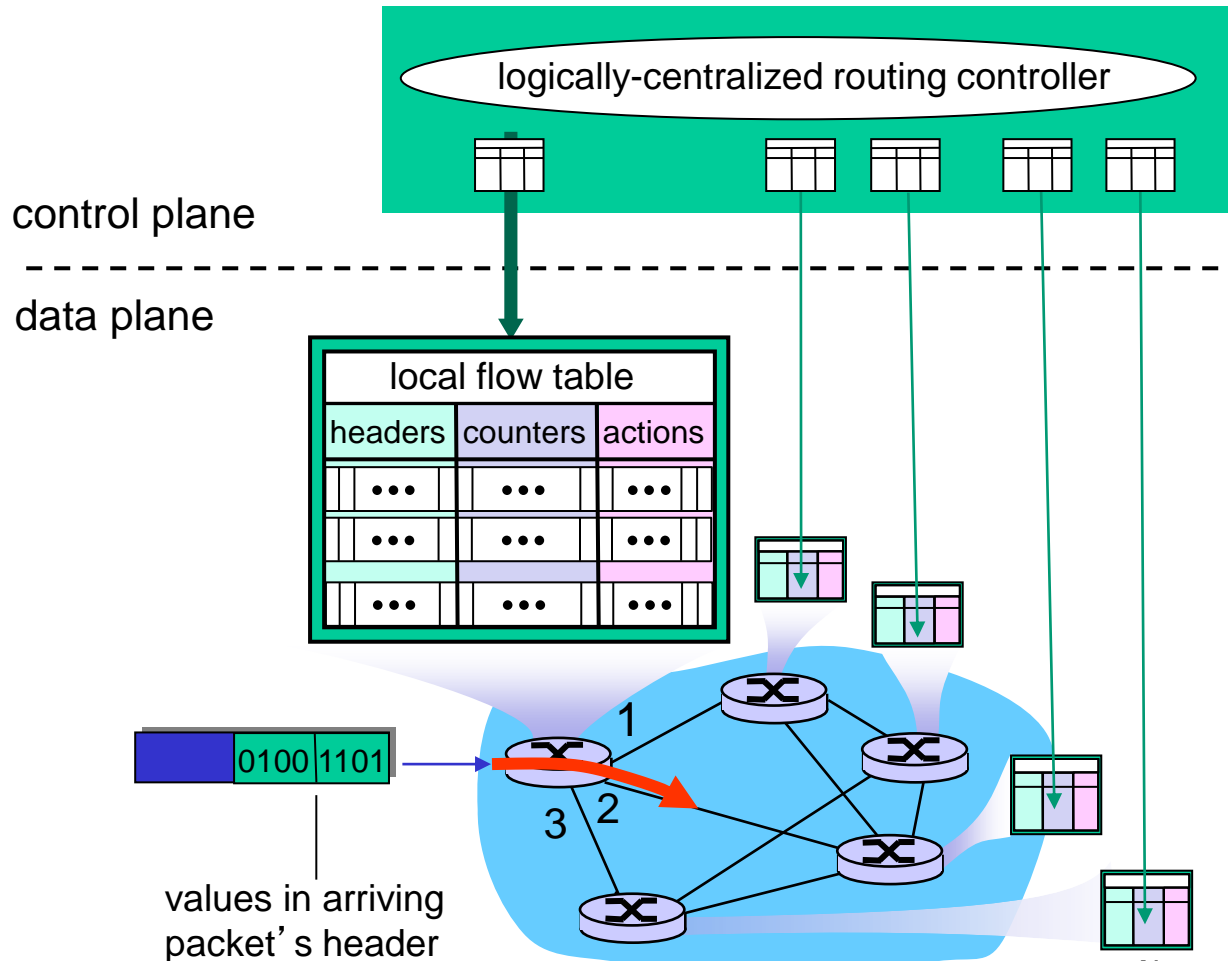 logically-centralized routing controller
control plane
data plane
local flow table
headers counters actions
1
0100 1101
2
3
values in arriving
packet’s header